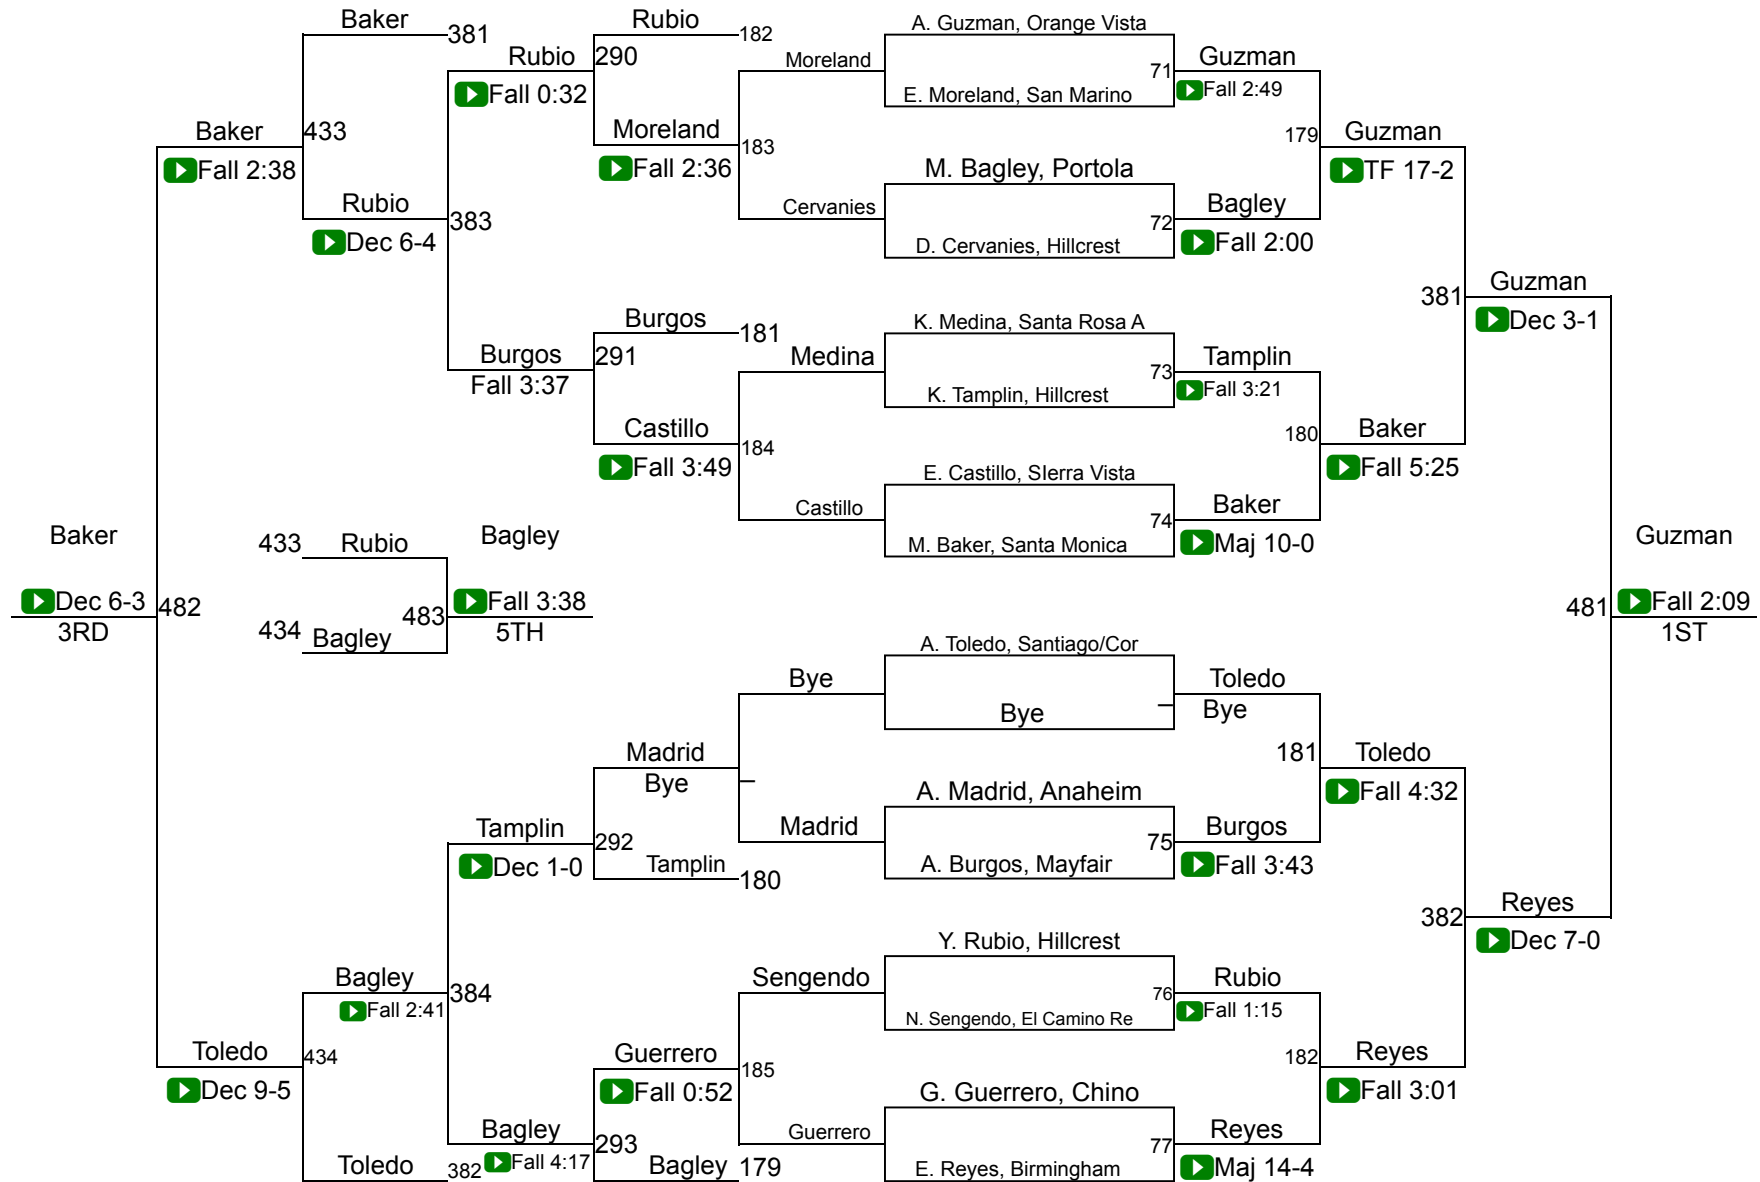 Baker
381
Rubio
182
A. Guzman, Orange Vista
Rubio
290
Moreland
71
Guzman
Fall 0:32
E. Moreland, San Marino
Fall 2:49
Baker
433
Moreland
183
179
Guzman
Fall 2:38
Fall 2:36
M. Bagley, Portola
TF 17-2
Rubio
383
Cervanies
72
Bagley
Dec 6-4
D. Cervanies, Hillcrest
Fall 2:00
381
Guzman
Burgos
181
K. Medina, Santa Rosa A
Dec 3-1
Burgos
291
Medina
73
Tamplin
Fall 3:37
K. Tamplin, Hillcrest
Fall 3:21
Castillo
184
180
Baker
Fall 3:49
E. Castillo, SIerra Vista
Fall 5:25
Castillo
74
Baker
Baker
433
Rubio
Bagley
M. Baker, Santa Monica
Maj 10-0
Guzman
Dec 6-3
482
483
Fall 3:38
481
Fall 2:09
3RD
434
Bagley
5TH
1ST
A. Toledo, Santiago/Cor
Bye
Toledo
Bye
Bye
Madrid
181
Toledo
Bye
A. Madrid, Anaheim
Fall 4:32
Tamplin
292
Madrid
75
Burgos
Dec 1-0
Tamplin
180
A. Burgos, Mayfair
Fall 3:43
382
Reyes
Y. Rubio, Hillcrest
Dec 7-0
Bagley
384
Sengendo
76
Rubio
Fall 2:41
N. Sengendo, El Camino Re
Fall 1:15
Toledo
434
Guerrero
185
182
Reyes
Dec 9-5
Fall 0:52
G. Guerrero, Chino
Fall 3:01
Bagley
293
Guerrero
77
Reyes
Toledo
382
Fall 4:17
Bagley
179
E. Reyes, Birmingham
Maj 14-4